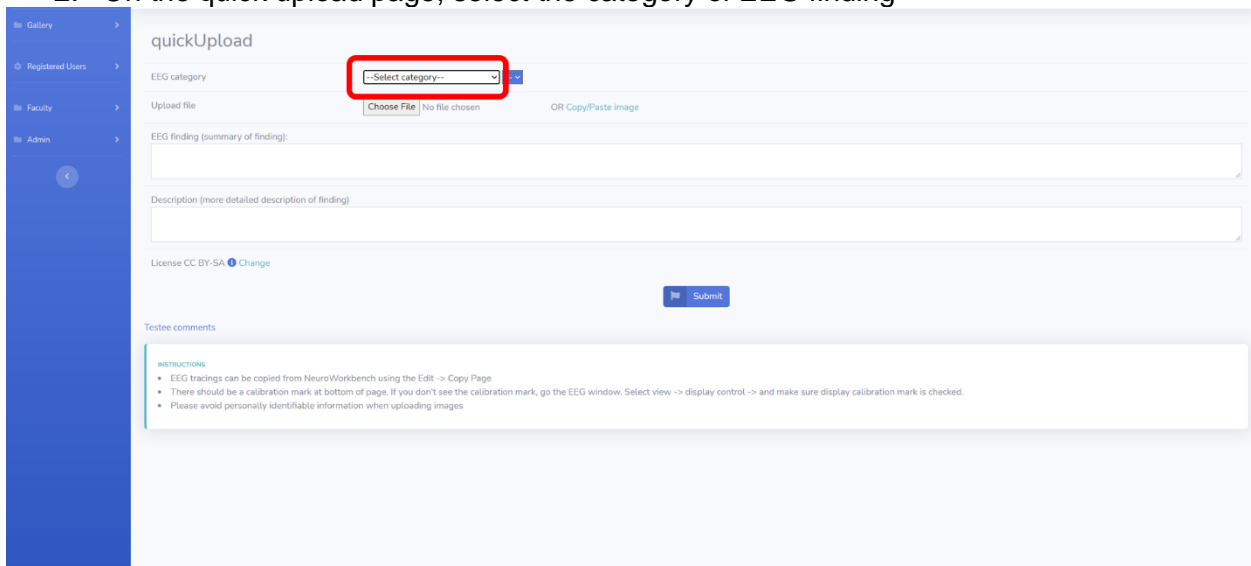 2. On the quick upload page, select the category of EEG finding
Gallery
quickUpload
Registered Users
EEG category --Select category--
Faculty
Upload file Choose File No file chosen OR Copy/Paste image
Admin
EEG finding (summary of finding):
Description (more detailed description of finding)
License CC BY-SA Change
Submit
Testee comments
INSTRUCTIONS
• EEG tracings can be copied from NeuroWorkbench using the Edit -> Copy Page
• There should be a calibration mark at bottom of page. If you don't see the calibration mark, go the EEG window. Select view -> display control -> and make sure display calibration mark is checked.
• Please avoid personally identifiable information when uploading images